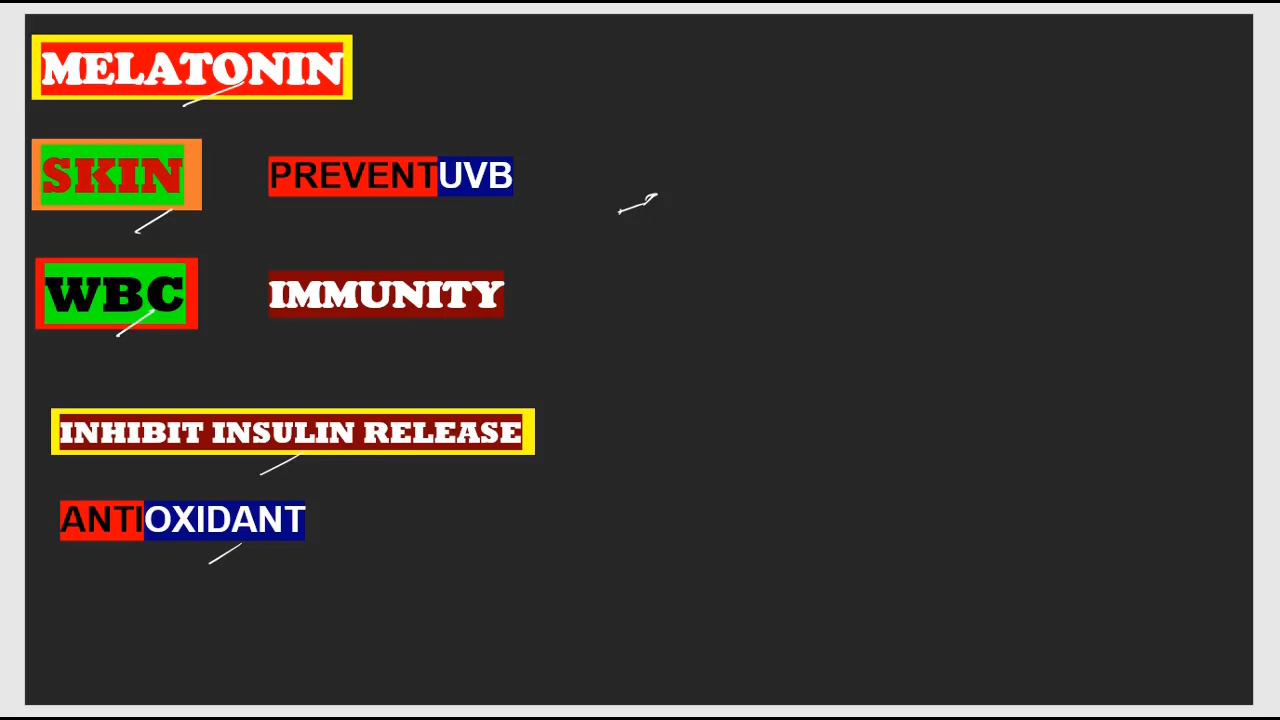 MELATONIN
SKIN PREVENTUVB
WBC IMMUNITY
INHIBIT INSULIN RELEASE
ANTIOXIDANT